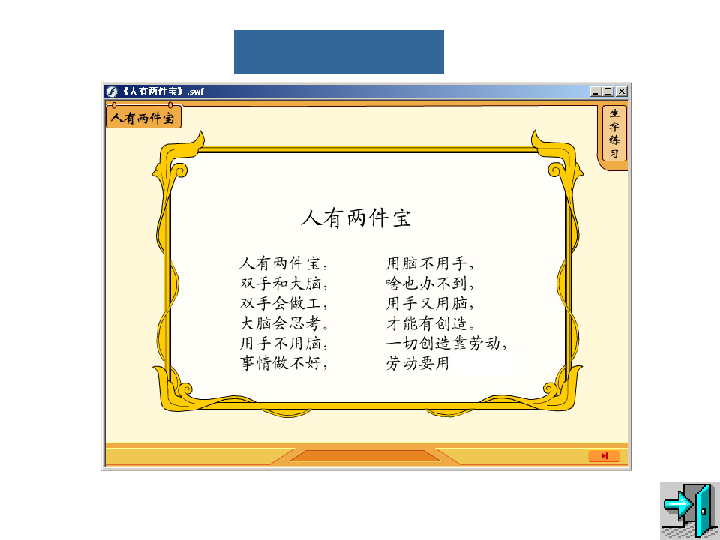 《人有两件宝》.swf
人有两件宝
生字练习
人有两件宝
人有两件宝，
双手和大脑，
双手会做工，
大脑会思考。
用手不用脑，
事情做不好，
用脑不用手，
啥也办不到，
用手又用脑，
才能有创造。
一切创造靠劳动，
劳动要用